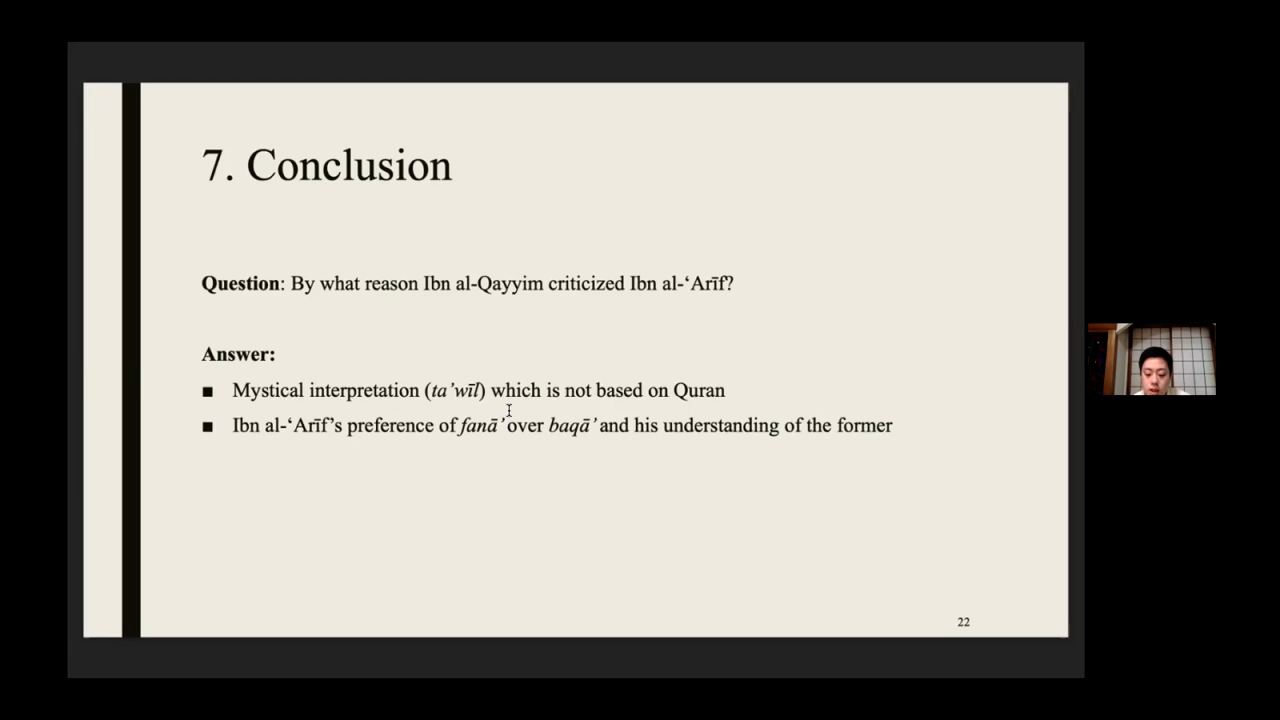 7. Conclusion
Question: By what reason Ibn al-Qayyim criticized Ibn al-‘Arīf?
Answer:
■ Mystical interpretation (ta’wīl) which is not based on Quran
■ Ibn al-‘Arīf’s preference of fanā’ over baqā’ and his understanding of the former
22